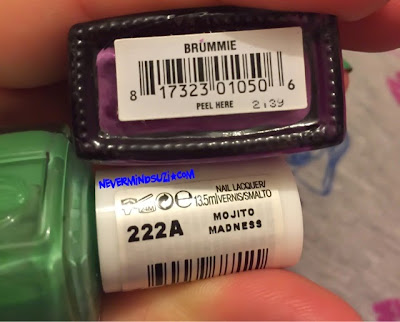 BRÜMMIE
8 17323 01050 6
PEEL HERE 2139
NEVERMINDSUZI★COM
24M e NAIL LACQUER/
13.5ml VERNIS/SMALTO
222A MOJITO
MADNESS